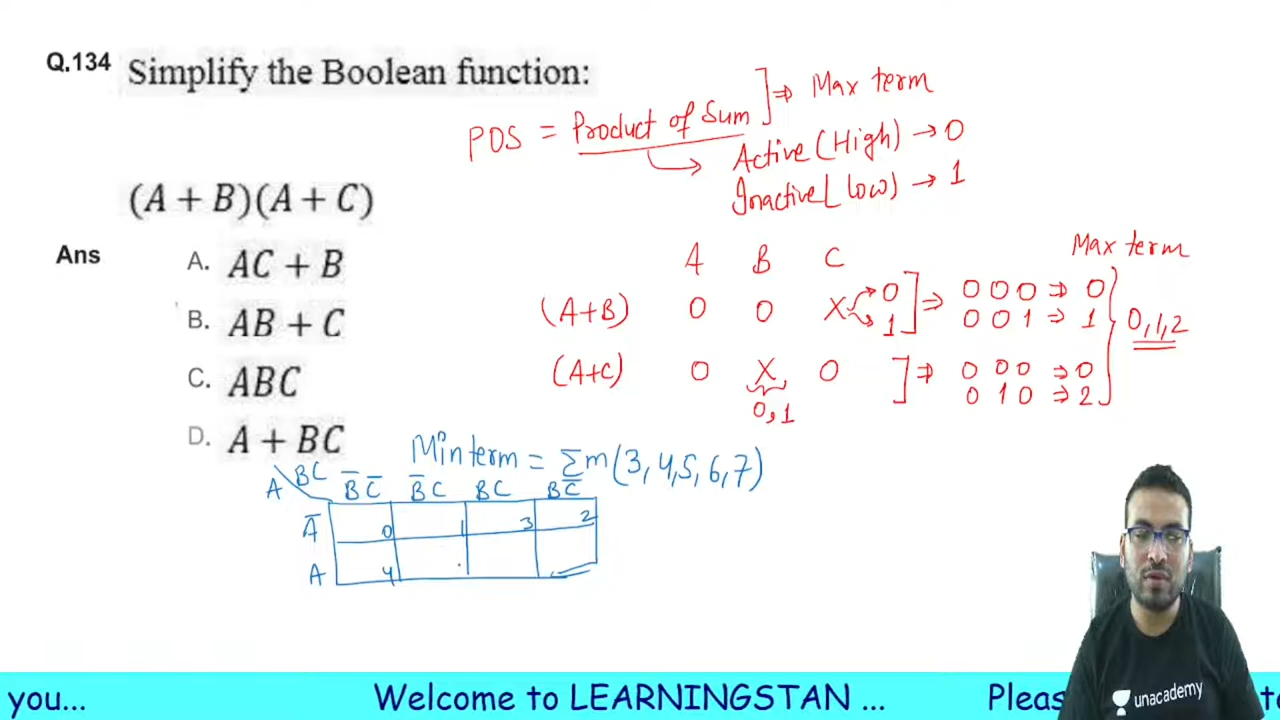 Q.134 Simplify the Boolean function:
POS = Product of Sum ] ⇒ Max term
Active (High) → 0
Inactive (low) → 1
(A + B)(A + C)
Ans
A. AC + B
B. AB + C
C. ABC
D. A + BC
A B C Max term
(A+B) 0 0 X → 0 ] ⇒ 0 0 0 ⇒ 0
→ 1 0 0 1 ⇒ 1
0,1,2
(A+C) 0 X 0 ] ⇒ 0 0 0 ⇒ 0
0,1 0 1 0 ⇒ 2
Min term = Σm(3,4,5,6,7)
A BC B̅ C̅ B̅ C BC BC̅
A̅ 0 1 3 2
A 4
unacademy
you... Welcome to LEARNINGSTAN ... Pleas